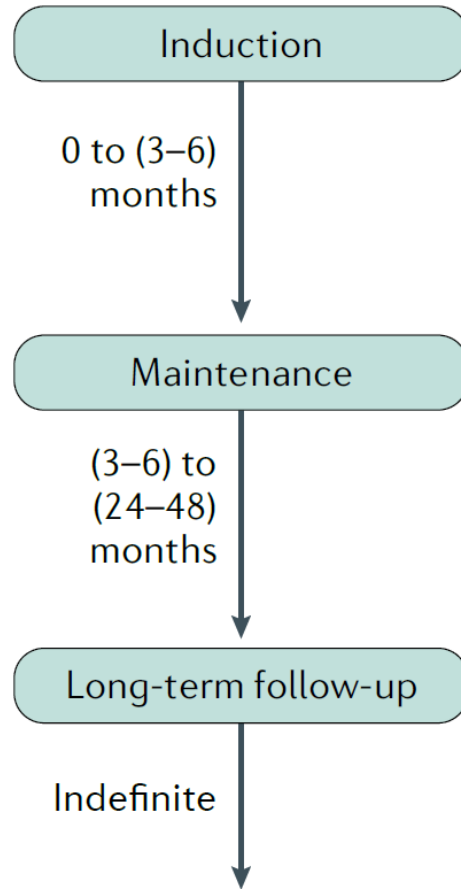 Induction
0 to (3–6)
months
Maintenance
(3–6) to
(24–48)
months
Long-term follow-up
Indefinite